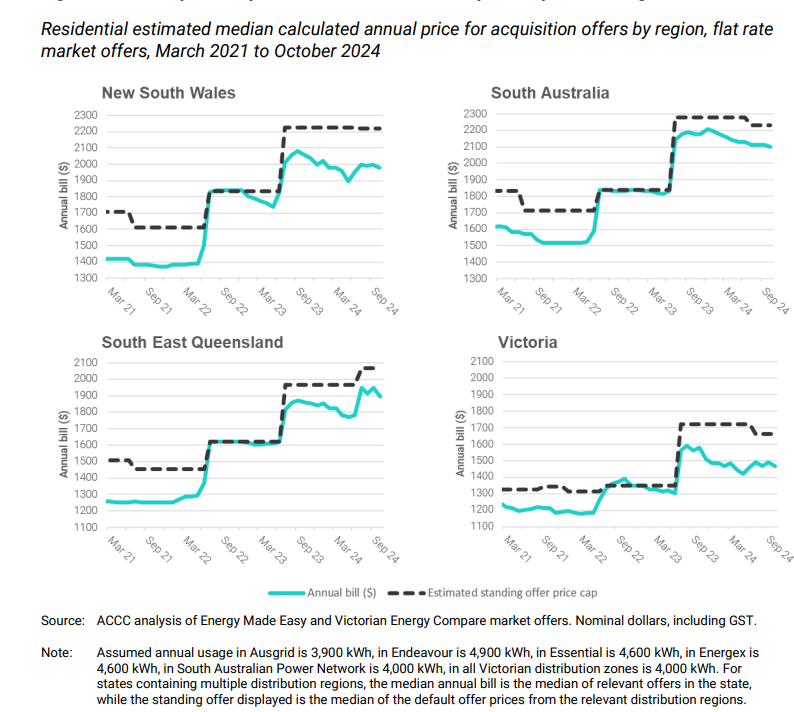 Residential estimated median calculated annual price for acquisition offers by region, flat rate
market offers, March 2021 to October 2024
New South Wales
Annual bill ($)
2300
2200
2100
2000
1900
1800
1700
1600
1500
1400
1300
Mar 21
Sep 21
Mar 22
Sep 22
Mar 23
Sep 23
Mar 24
Sep 24
South Australia
Annual bill ($)
2300
2200
2100
2000
1900
1800
1700
1600
1500
1400
1300
Mar 21
Sep 21
Mar 22
Sep 22
Mar 23
Sep 23
Mar 24
Sep 24
South East Queensland
Annual bill ($)
2100
2000
1900
1800
1700
1600
1500
1400
1300
1200
1100
Mar 21
Sep 21
Mar 22
Sep 22
Mar 23
Sep 23
Mar 24
Sep 24
Victoria
Annual bill ($)
2100
2000
1900
1800
1700
1600
1500
1400
1300
1200
1100
Mar 21
Sep 21
Mar 22
Sep 22
Mar 23
Sep 23
Mar 24
Sep 24
Annual bill ($) Estimated standing offer price cap
Source: ACCC analysis of Energy Made Easy and Victorian Energy Compare market offers. Nominal dollars, including GST.
Note: Assumed annual usage in Ausgrid is 3,900 kWh, in Endeavour is 4,900 kWh, in Essential is 4,600 kWh, in Energex is
4,600 kWh, in South Australian Power Network is 4,000 kWh, in all Victorian distribution zones is 4,000 kWh. For
states containing multiple distribution regions, the median annual bill is the median of relevant offers in the state,
while the standing offer displayed is the median of the default offer prices from the relevant distribution regions.